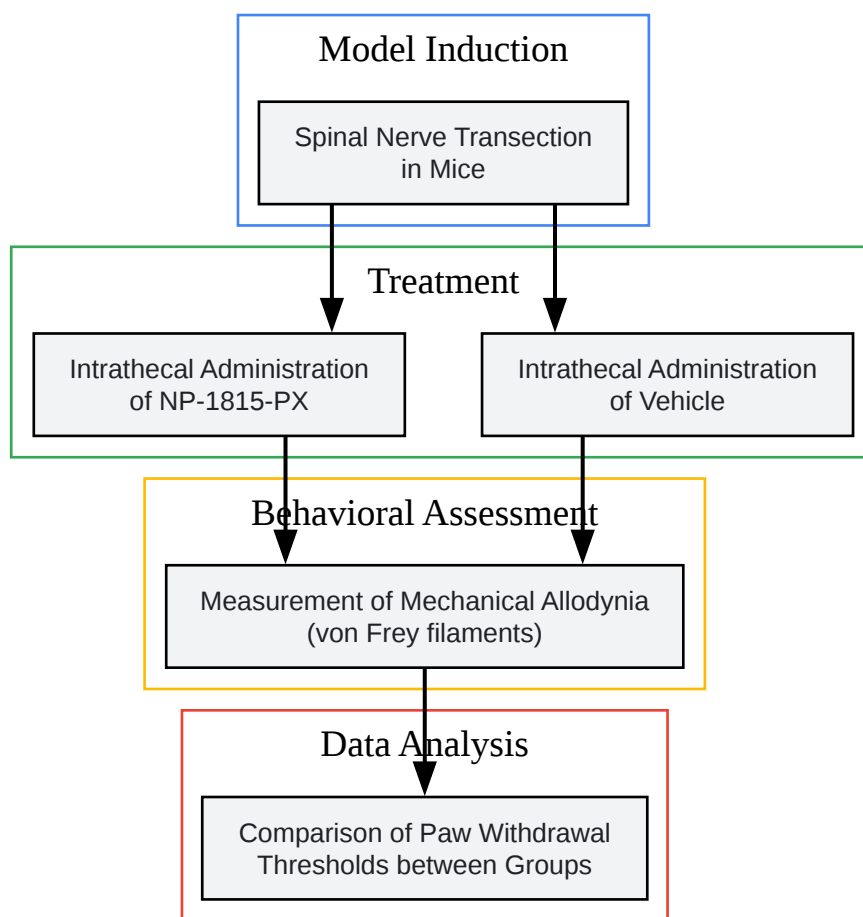 Model Induction
Spinal Nerve Transection
in Mice
Treatment
Intrathecal Administration
of NP-1815-PX
Intrathecal Administration
of Vehicle
Behavioral Assessment
Measurement of Mechanical Allodynia
(von Frey filaments)
Data Analysis
Comparison of Paw Withdrawal
Thresholds between Groups